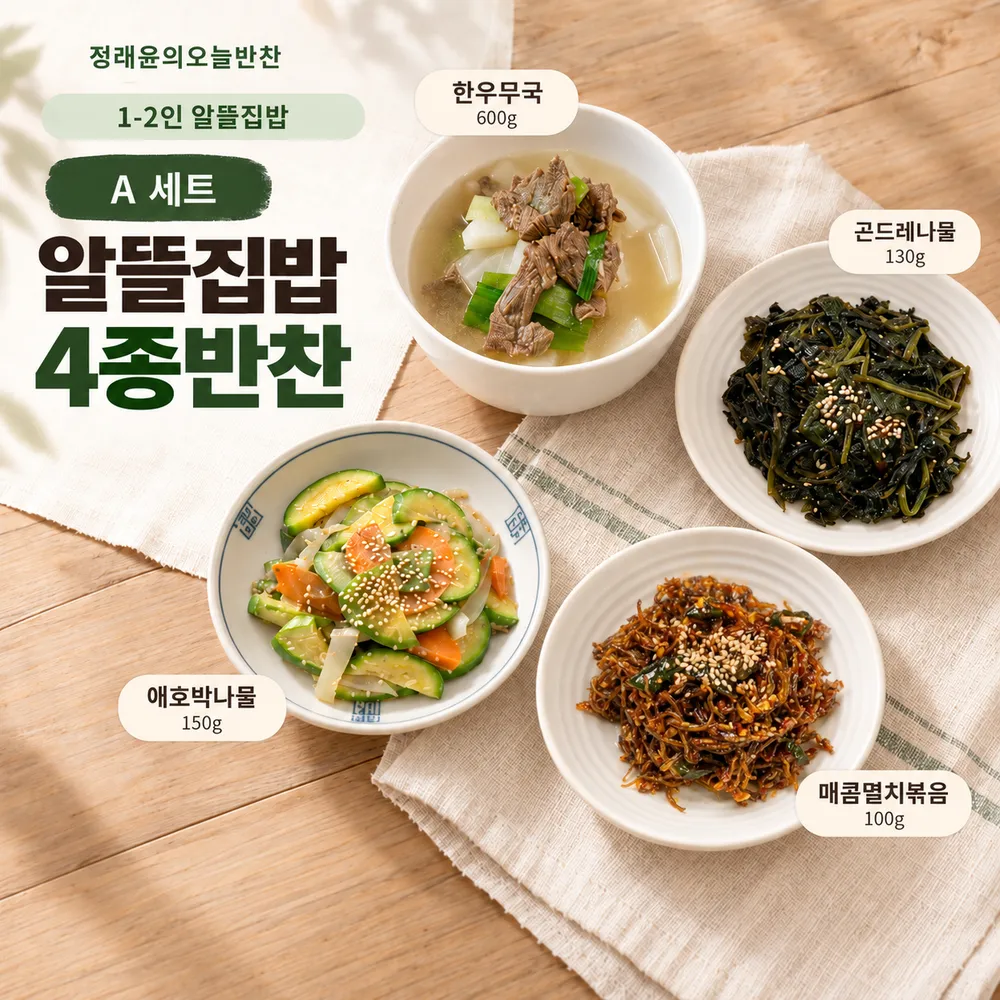 정래윤의오늘반찬
1-2인 알뜰집밥
A 세트
알뜰집밥
4종반찬
한우무국
600g
곤드레나물
130g
애호박나물
150g
매콤멸치볶음
100g